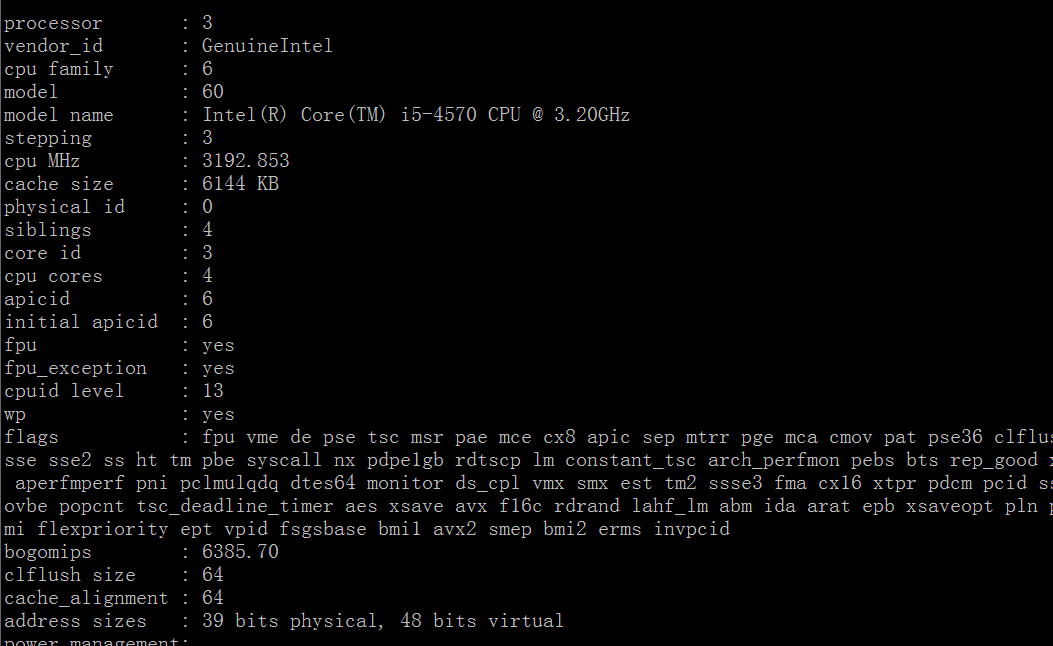 processor : 3
vendor_id : GenuineIntel
cpu family : 6
model : 60
model name : Intel(R) Core(TM) i5-4570 CPU @ 3.20GHz
stepping : 3
cpu MHz : 3192.853
cache size : 6144 KB
physical id : 0
siblings : 4
core id : 3
cpu cores : 4
apicid : 6
initial apicid : 6
fpu : yes
fpu_exception : yes
cpuid level : 13
wp : yes
flags : fpu vme de pse tsc msr pae mce cx8 apic sep mtrr pge mca cmov pat pse36
sse sse2 ss ht tm pbe syscall nx pdpe1gb rdtscp lm constant_tsc arch_perfmon pebs bts rep_good
aperfmperf pni pclmulqdq dtes64 monitor ds_cpl vmx smx est tm2 ssse3 fma cx16 xtpr pdcm pcid
ovbe popcnt tsc_deadline_timer aes xsave avx f16c rdrand lahf_lm abm ida arat epb xsaveopt pln
mi flexpriority ept vpid fsgsbase bmi1 avx2 smep bmi2 erms invpcid
bogomips : 6385.70
clflush size : 64
cache_alignment : 64
address sizes : 39 bits physical, 48 bits virtual
power management: